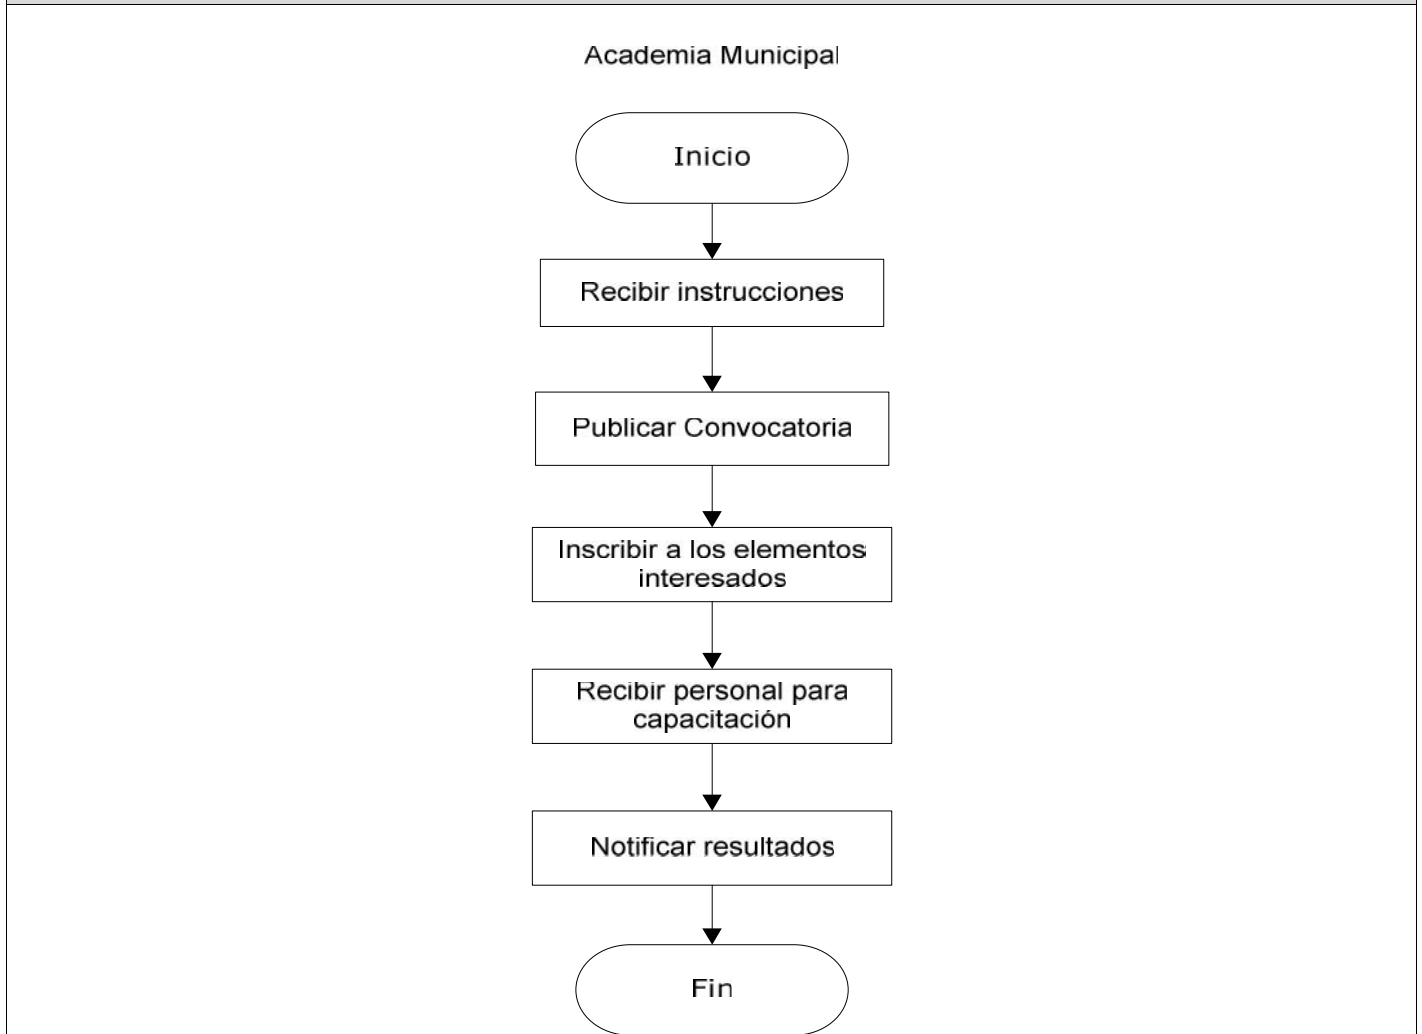 Academia Municipal
Inicio
Recibir instrucciones
Publicar Convocatoria
Inscribir a los elementos
interesados
Recibir personal para
capacitación
Notificar resultados
Fin